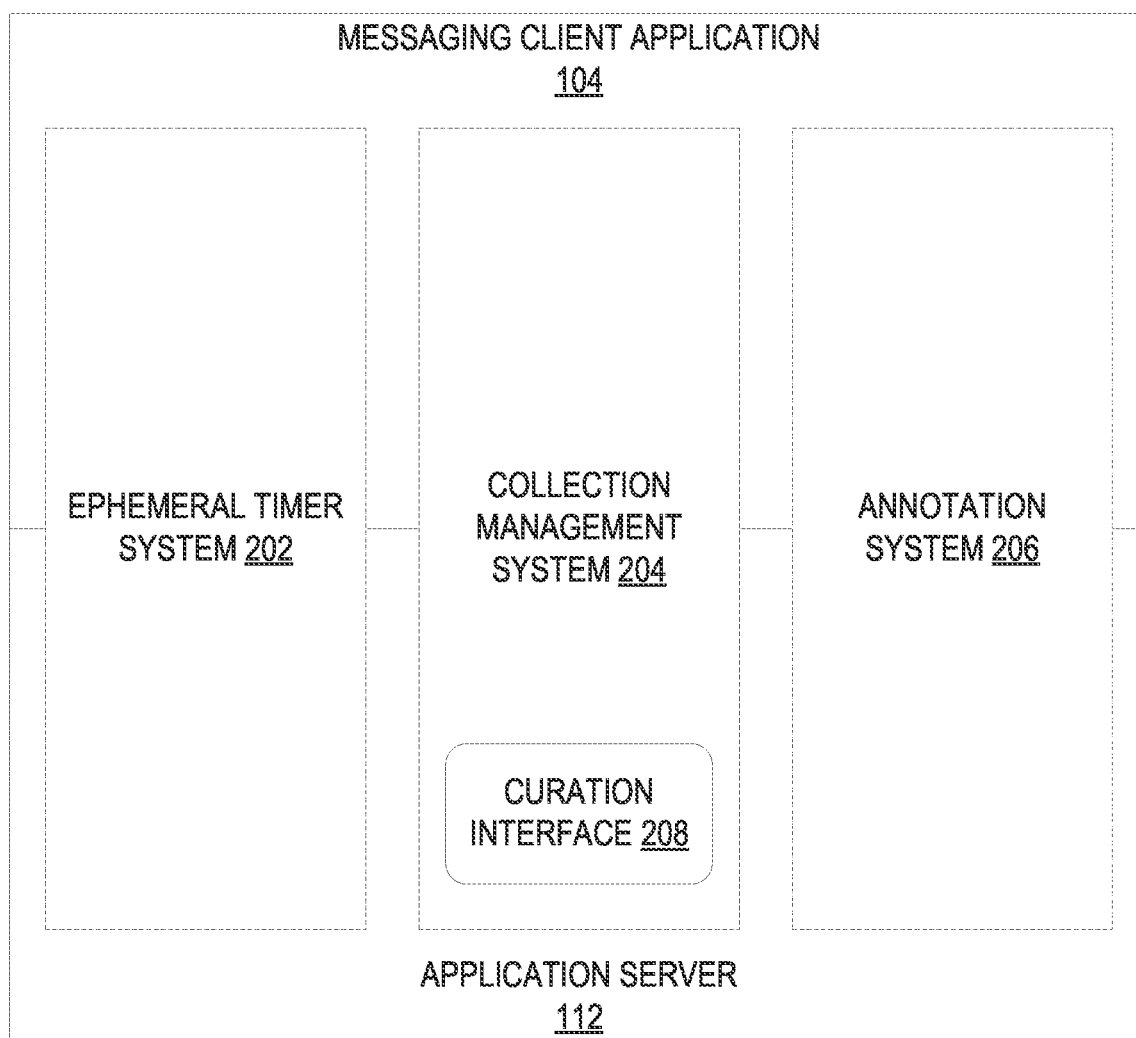 MESSAGING CLIENT APPLICATION
104
EPHEMERAL TIMER
SYSTEM 202
COLLECTION
MANAGEMENT
SYSTEM 204
ANNOTATION
SYSTEM 206
CURATION
INTERFACE 208
APPLICATION SERVER
112